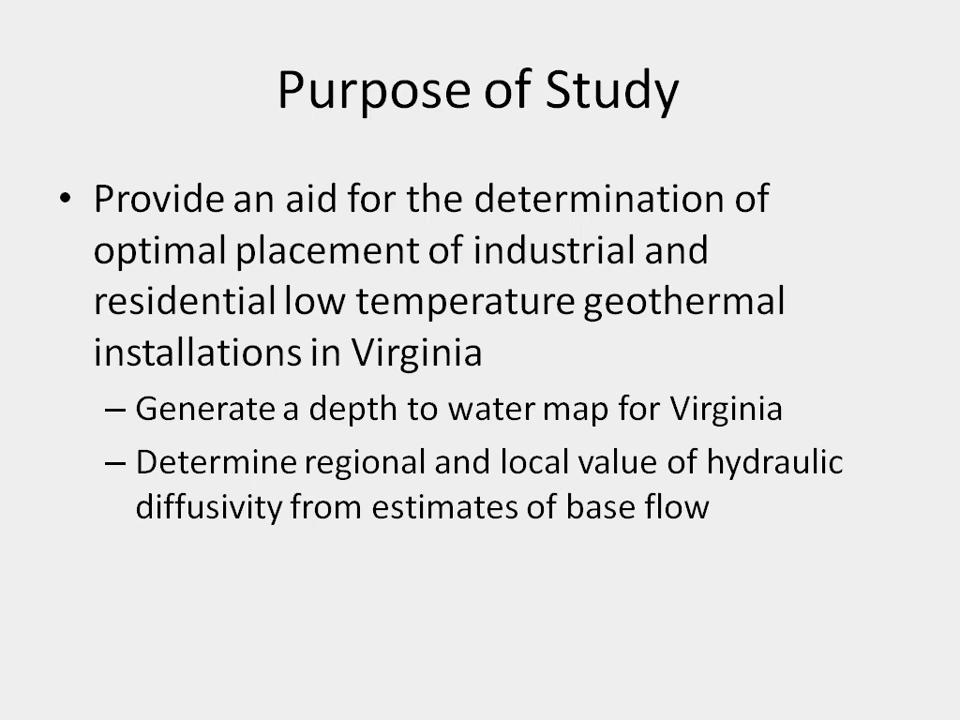 Purpose of Study
• Provide an aid for the determination of
optimal placement of industrial and
residential low temperature geothermal
installations in Virginia
– Generate a depth to water map for Virginia
– Determine regional and local value of hydraulic
diffusivity from estimates of base flow